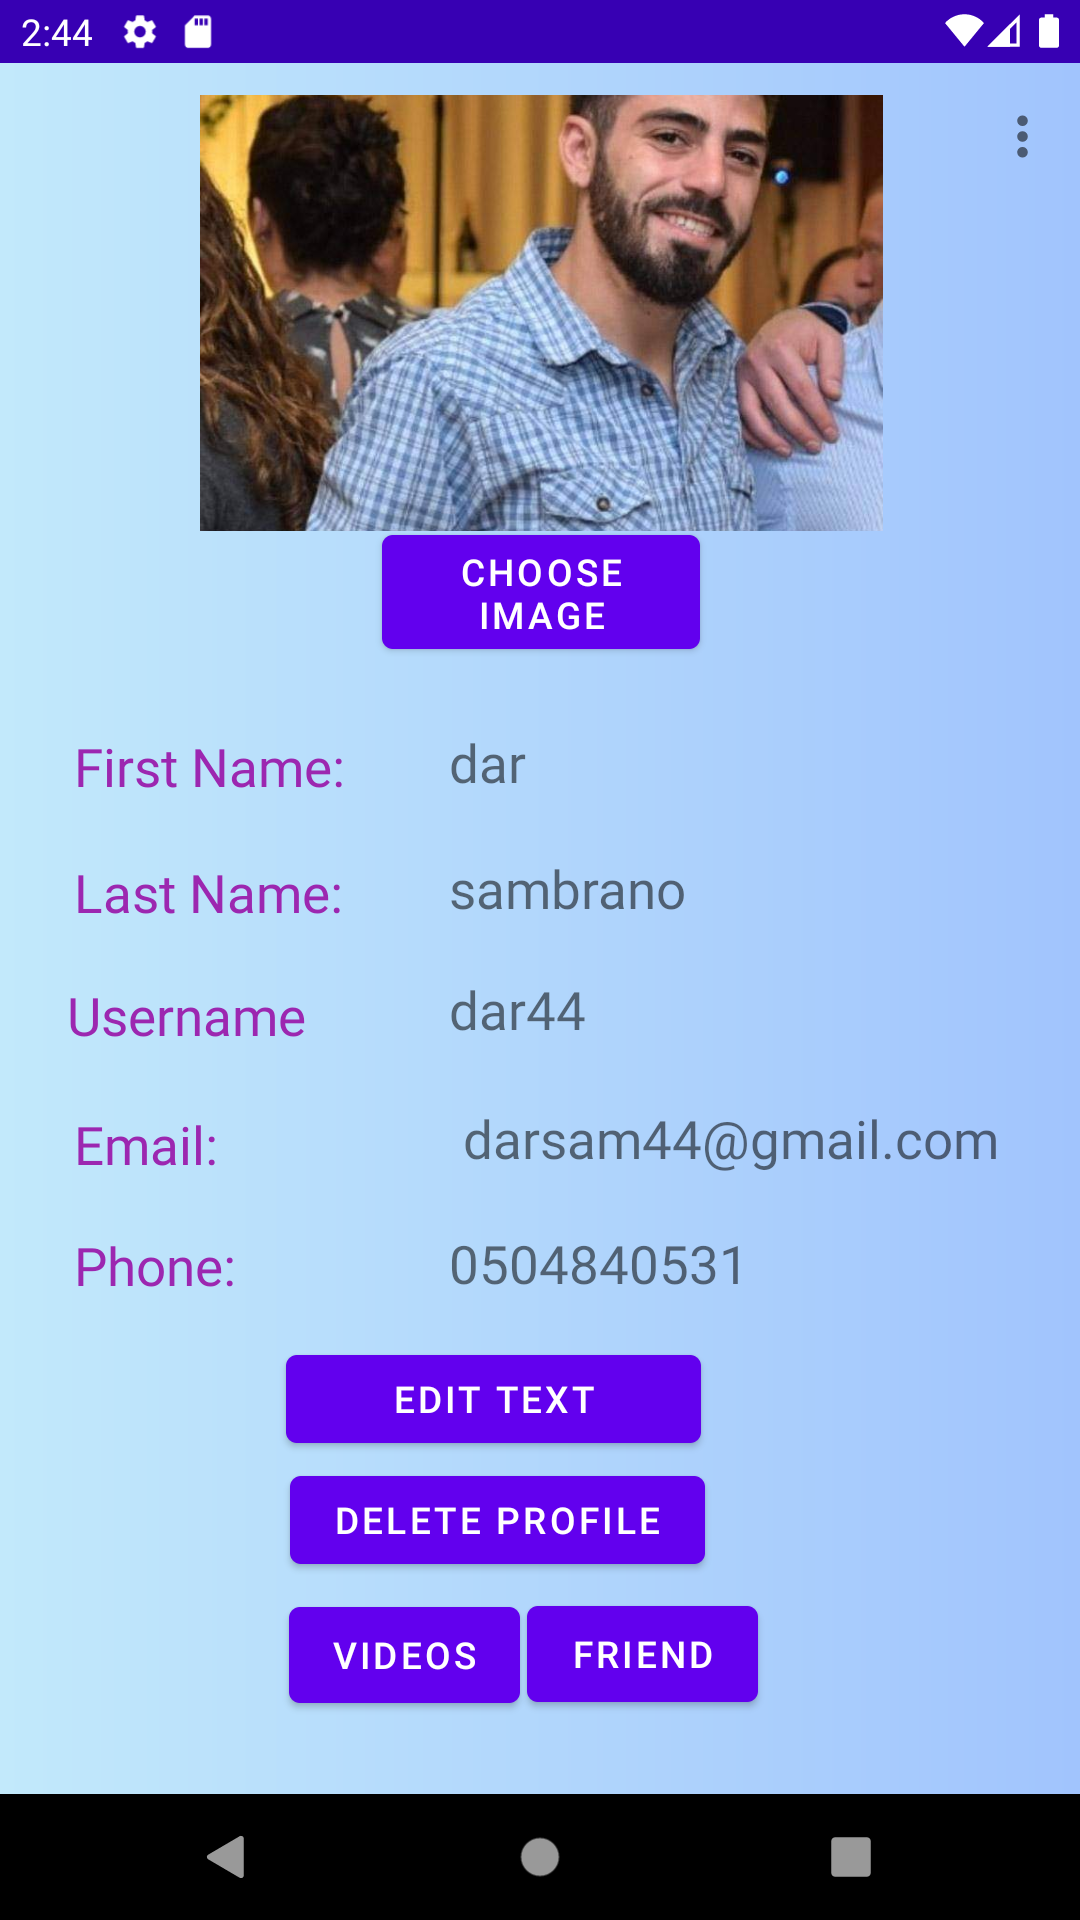 2:44
CHOOSE
IMAGE
First Name: dar
Last Name: sambrano
Username dar44
Email: darsam44@gmail.com
Phone: 0504840531
EDIT TEXT
DELETE PROFILE
VIDEOS FRIEND